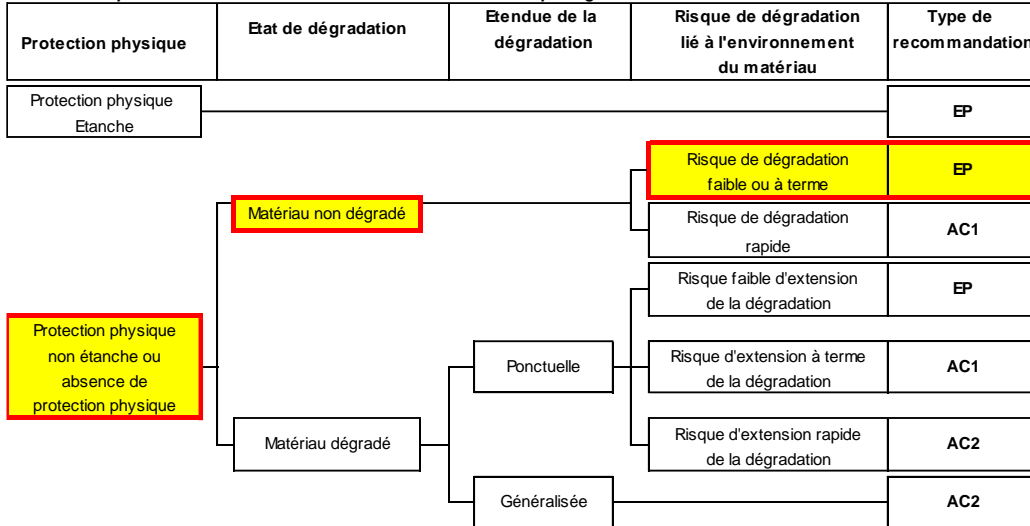 Protection physique
Etat de dégradation
Etendue de la
dégradation
Risque de dégradation
lié à l'environnement
du matériau
Type de
recommandation
Protection physique
Etanche
EP
Risque de dégradation
faible ou à terme
EP
Matériau non dégradé
Risque de dégradation
rapide
AC1
Risque faible d'extension
de la dégradation
EP
Protection physique
non étanche ou
absence de
protection physique
Ponctuelle
Risque d'extension à terme
de la dégradation
AC1
Matériau dégradé
Risque d'extension rapide
de la dégradation
AC2
Généralisée
AC2